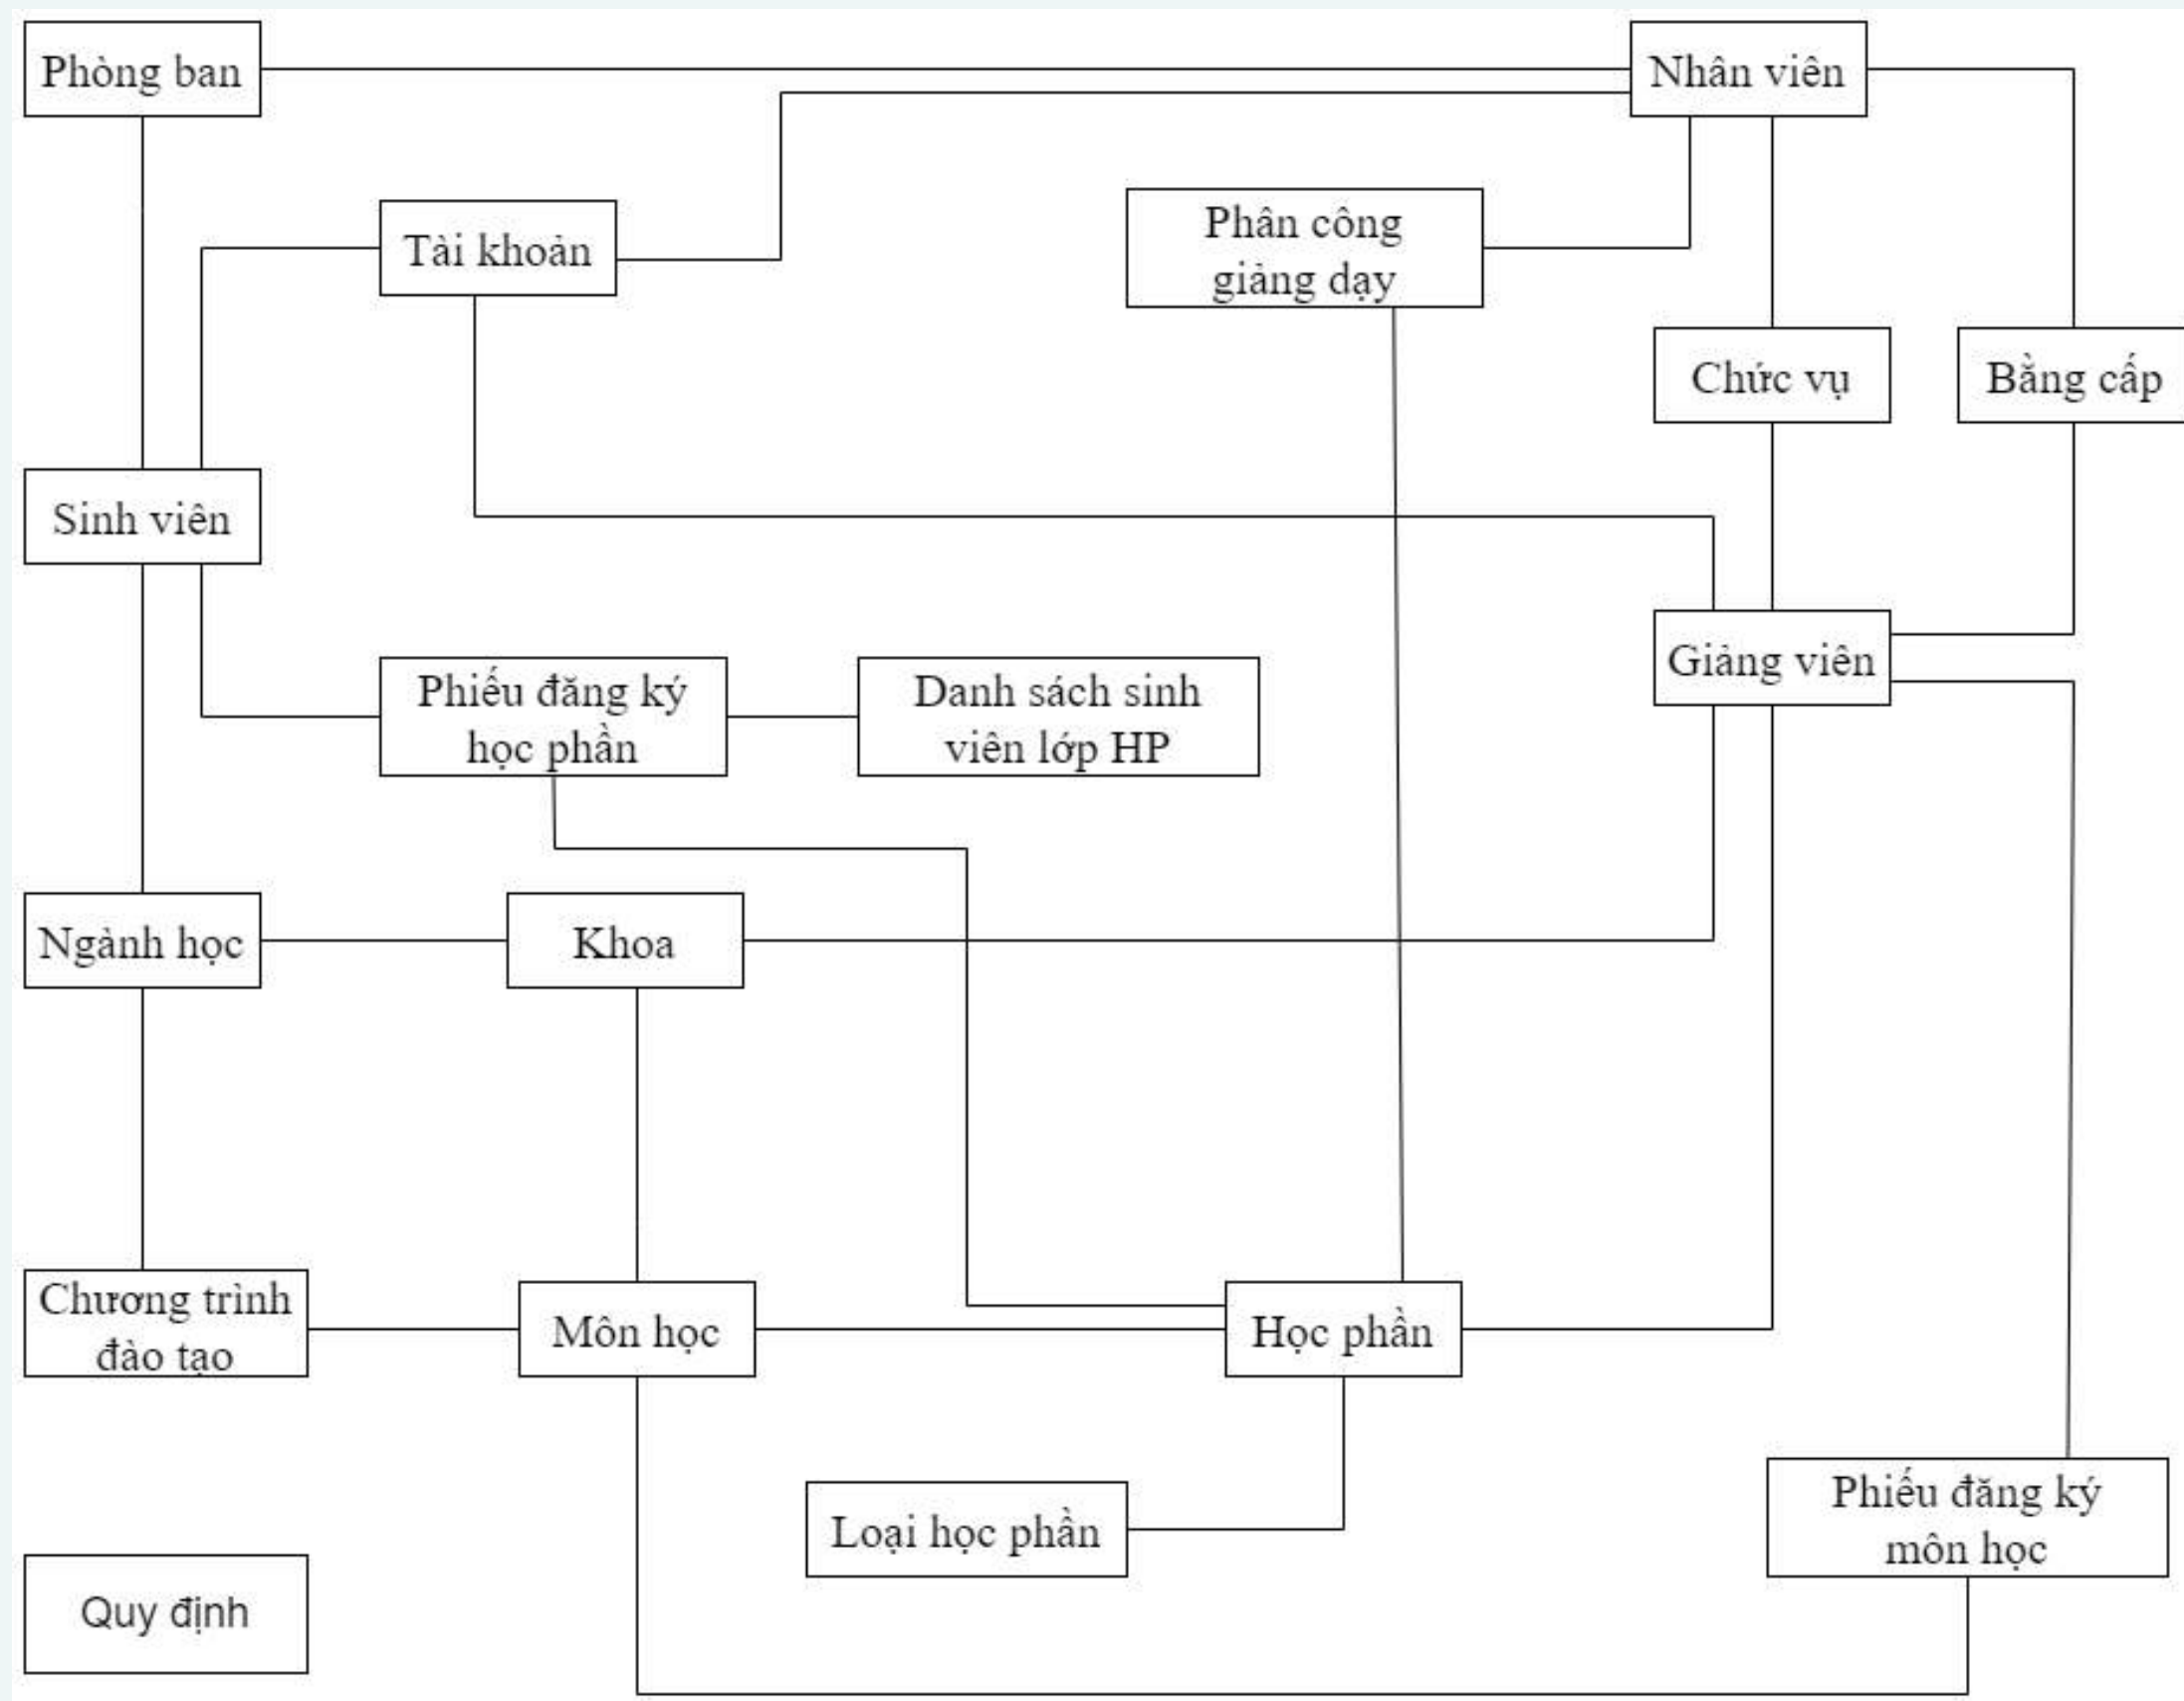 Phòng ban
Nhân viên
Tài khoản
Phân công
giảng dạy
Chức vụ
Bằng cấp
Sinh viên
Giảng viên
Phiếu đăng ký
học phần
Danh sách sinh
viên lớp HP
Ngành học
Khoa
Chương trình
đào tạo
Môn học
Học phần
Loại học phần
Phiếu đăng ký
môn học
Quy định